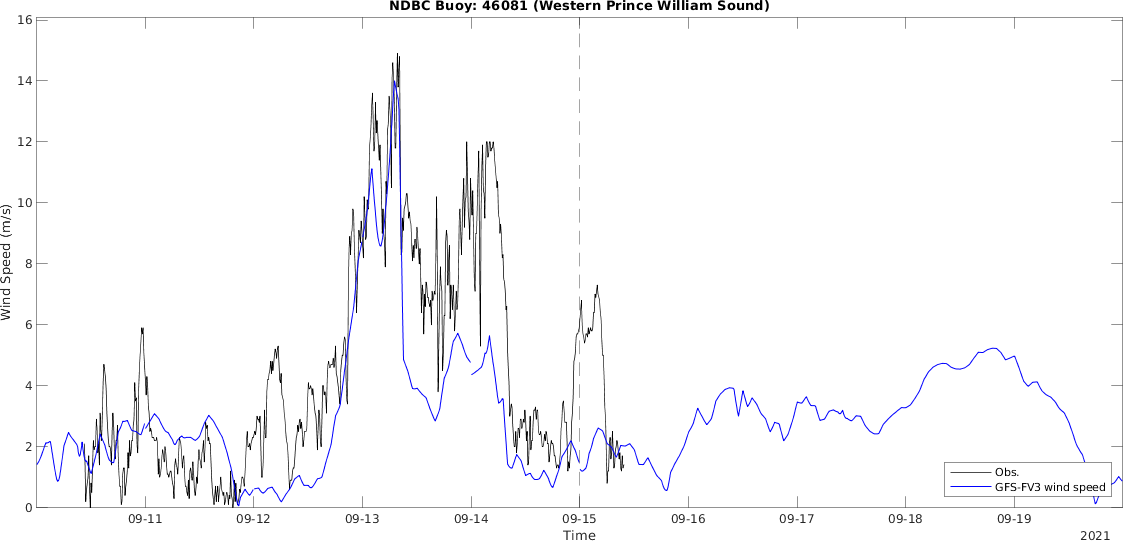 NDBC Buoy: 46081 (Western Prince William Sound)
16
14
12
10
8
6
4
2
0
Wind Speed (m/s)
Obs.
GFS-FV3 wind speed
09-11 09-12 09-13 09-14 09-15 09-16 09-17 09-18 09-19
Time
2021